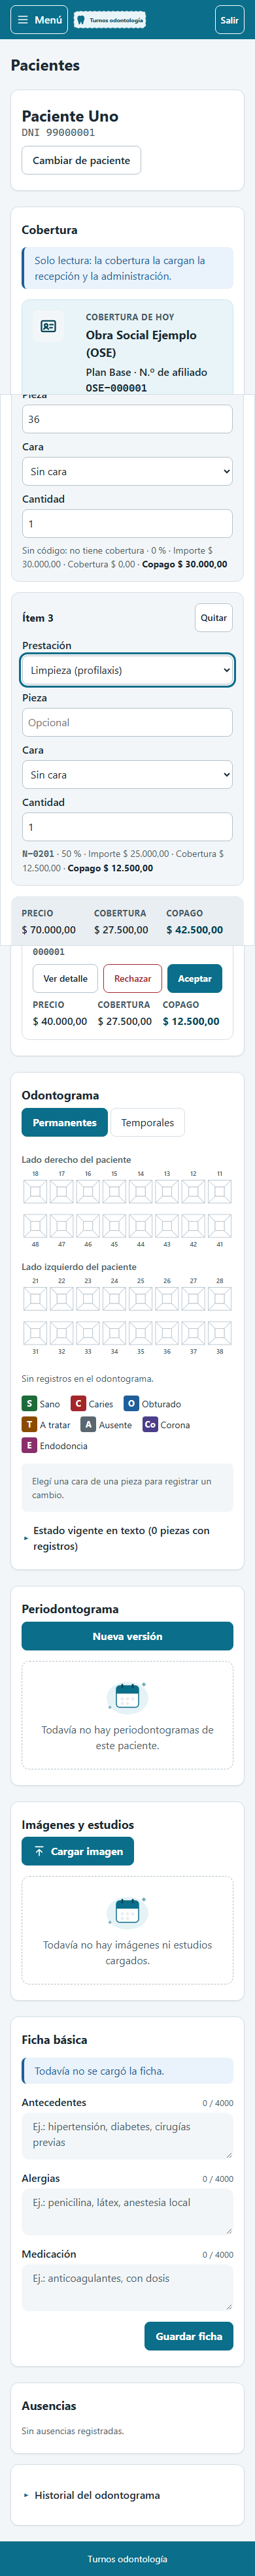 Menú
Turnos odontología
Salir
Pacientes
Paciente Uno
DNI 99000001
Cambiar de paciente
Cobertura
Solo lectura: la cobertura la cargan la
recepción y la administración.
COBERTURA DE HOY
Obra Social Ejemplo
(OSE)
Plan Base · N.º de afiliado
OSE-000001
Pieza
36
Cara
Sin cara
Cantidad
1
Sin código: no tiene cobertura · 0 % · Importe $
30.000,00 · Cobertura $ 0,00 · Copago $ 30.000,00
Ítem 3
Quitar
Prestación
Limpieza (profilaxis)
Pieza
Opcional
Cara
Sin cara
Cantidad
1
N-0201 · 50 % · Importe $ 25.000,00 · Cobertura $
12.500,00 · Copago $ 12.500,00
PRECIO COBERTURA COPAGO
$ 70.000,00 $ 27.500,00 $ 42.500,00
000001
Ver detalle Rechazar Aceptar
PRECIO COBERTURA COPAGO
$ 40.000,00 $ 27.500,00 $ 12.500,00
Odontograma
Permanentes Temporales
Lado derecho del paciente
18 17 16 15 14 13 12 11
48 47 46 45 44 43 42 41
Lado izquierdo del paciente
21 22 23 24 25 26 27 28
31 32 33 34 35 36 37 38
Sin registros en el odontograma.
S Sano C Caries O Obturado
T A tratar A Ausente Co Corona
E Endodoncia
Elegí una cara de una pieza para registrar un
cambio.
Estado vigente en texto (0 piezas con
registros)
Periodontograma
Nueva versión
Todavía no hay periodontogramas de
este paciente.
Imágenes y estudios
Cargar imagen
Todavía no hay imágenes ni estudios
cargados.
Ficha básica
Todavía no se cargó la ficha.
Antecedentes 0 / 4000
Ej.: hipertensión, diabetes, cirugías
previas
Alergias 0 / 4000
Ej.: penicilina, látex, anestesia local
Medicación 0 / 4000
Ej.: anticoagulantes, con dosis
Guardar ficha
Ausencias
Sin ausencias registradas.
Historial del odontograma
Turnos odontología